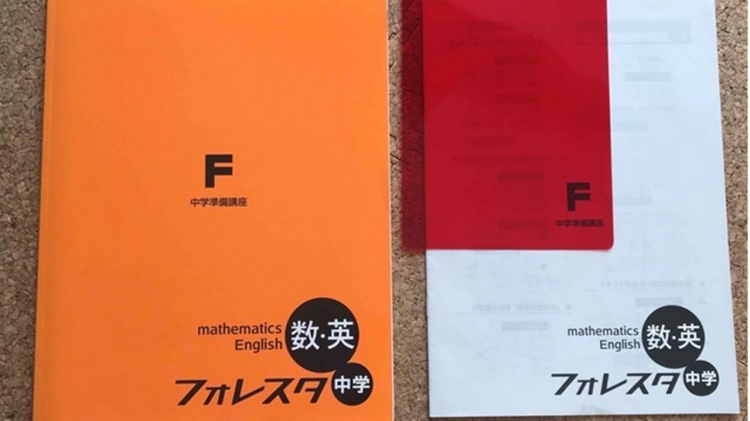 F
中学準備講座
mathematics
English
数・英
フォレスタ
中学
F
中学準備講座
mathematics
English
数・英
フォレスタ
中学